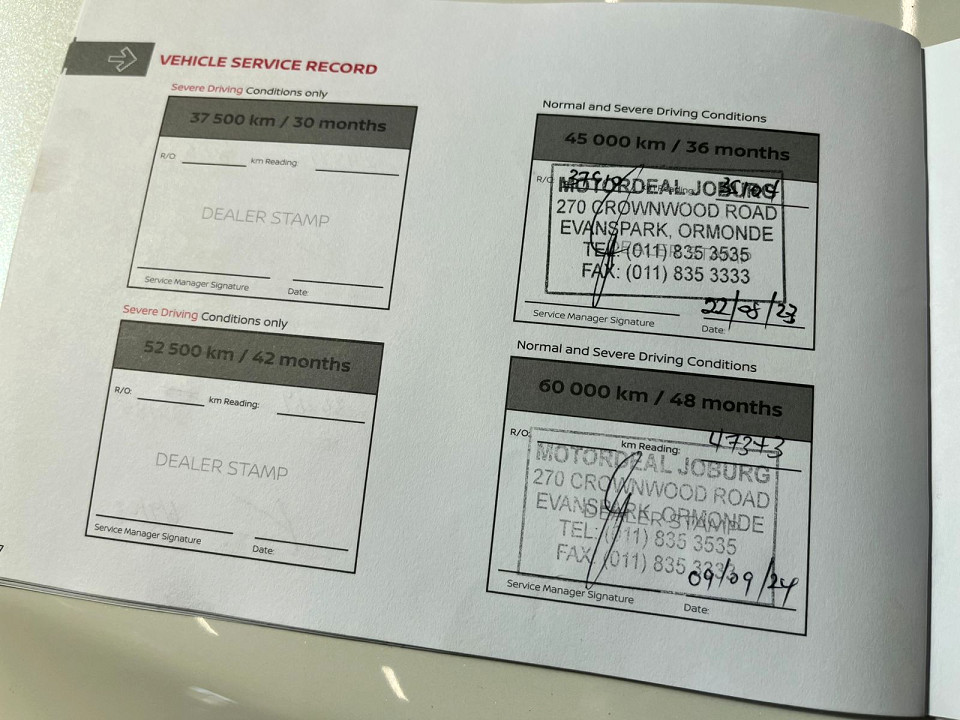 VEHICLE SERVICE RECORD
Severe Driving Conditions only
37 500 km / 30 months
R/O: km Reading
DEALER STAMP
Service Manager Signature Date:
Severe Driving Conditions only
52 500 km / 42 months
R/O: km Reading:
DEALER STAMP
Service Manager Signature Date:
Normal and Severe Driving Conditions
45 000 km / 36 months
R/O: km Reading
MOTORDEAL JOBURG
270 CROWNWOOD ROAD
EVANSPARK, ORMONDE
TEL: (011) 835 3535
FAX: (011) 835 3333
22/08/23
Service Manager Signature Date:
Normal and Severe Driving Conditions
60 000 km / 48 months
R/O: km Reading: 47373
MOTORDEAL JOBURG
270 CROWNWOOD ROAD
EVANSPARK, ORMONDE
DEALER STAMP
TEL: (011) 835 3535
FAX: (011) 835 3333
09/09/24
Service Manager Signature Date: